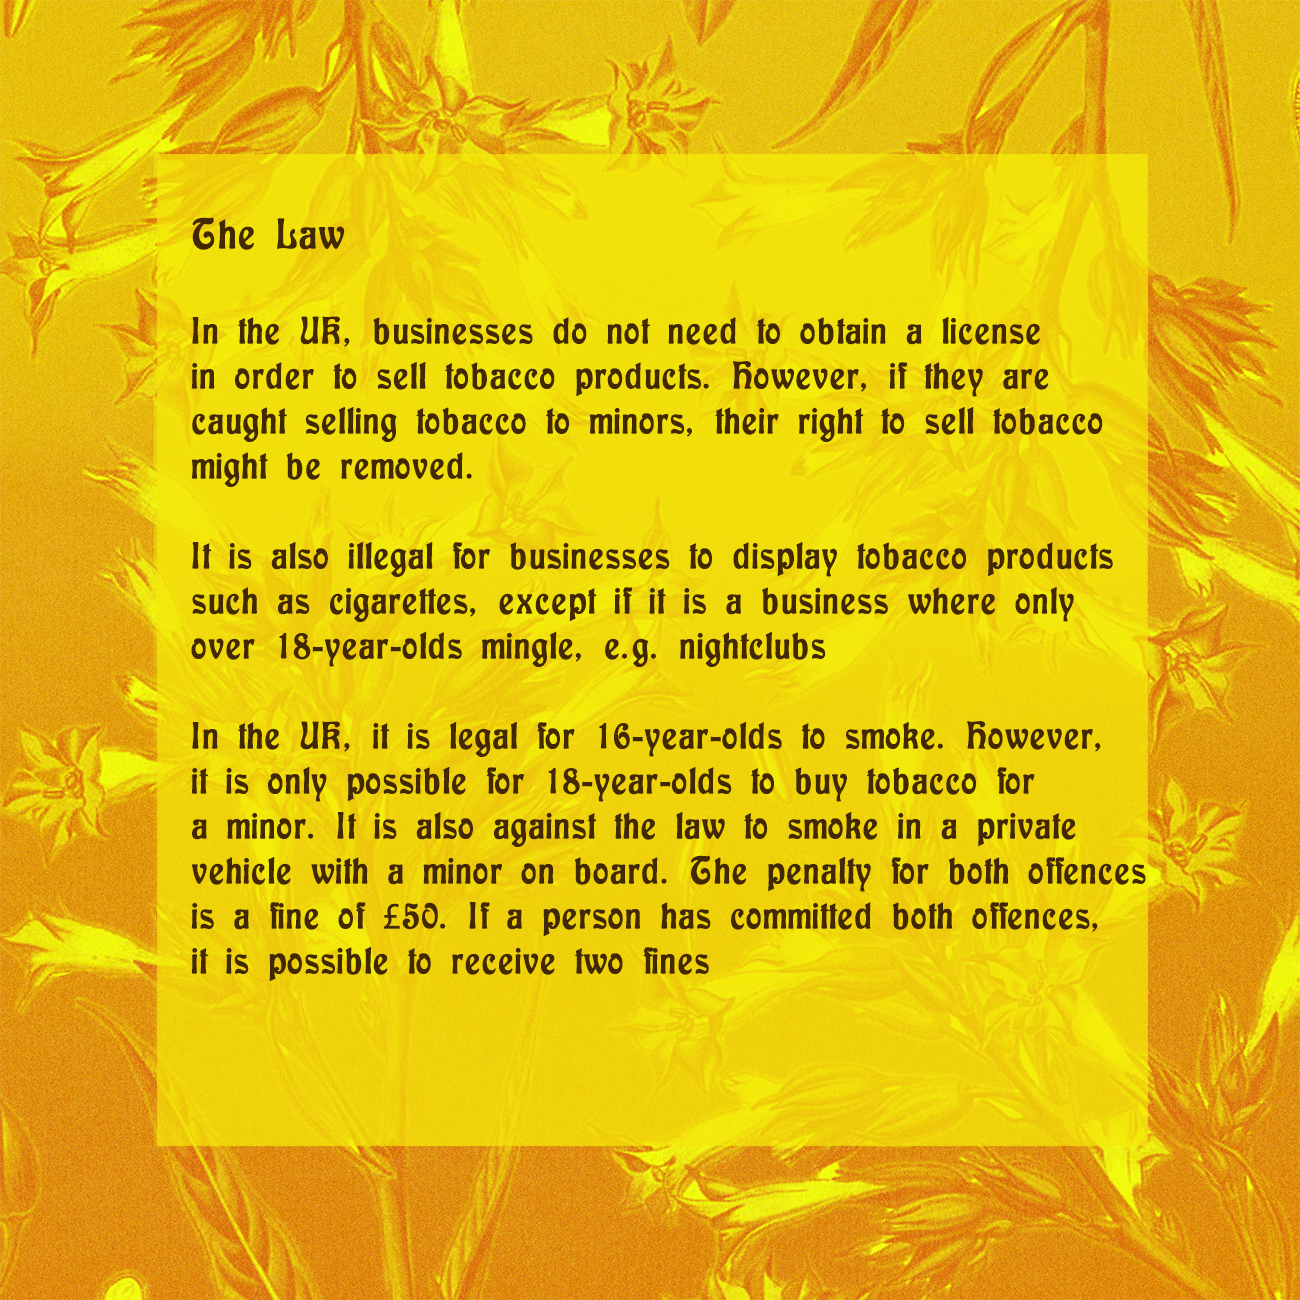 The Law
In the UK, businesses do not need to obtain a license
in order to sell tobacco products. However, if they are
caught selling tobacco to minors, their right to sell tobacco
might be removed.
It is also illegal for businesses to display tobacco products
such as cigarettes, except if it is a business where only
over 18-year-olds mingle, e.g. nightclubs
In the UK, it is legal for 16-year-olds to smoke. However,
it is only possible for 18-year-olds to buy tobacco for
a minor. It is also against the law to smoke in a private
vehicle with a minor on board. The penalty for both offences
is a fine of £50. If a person has committed both offences,
it is possible to receive two fines